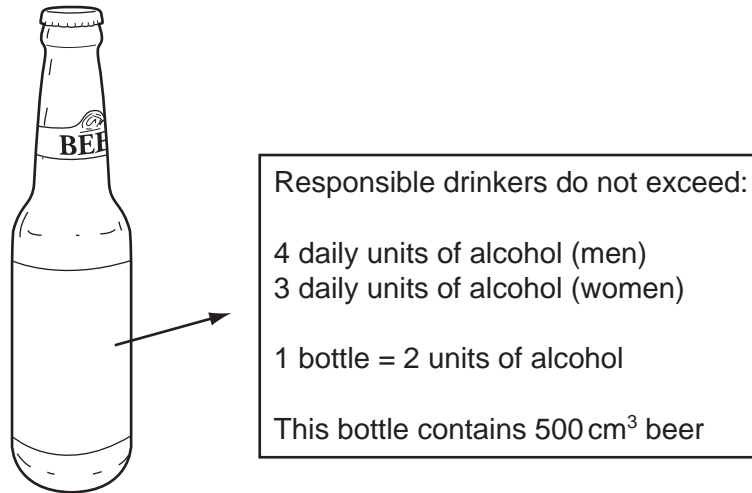 BEE
Responsible drinkers do not exceed:
4 daily units of alcohol (men)
3 daily units of alcohol (women)
1 bottle = 2 units of alcohol
This bottle contains 500 cm³ beer